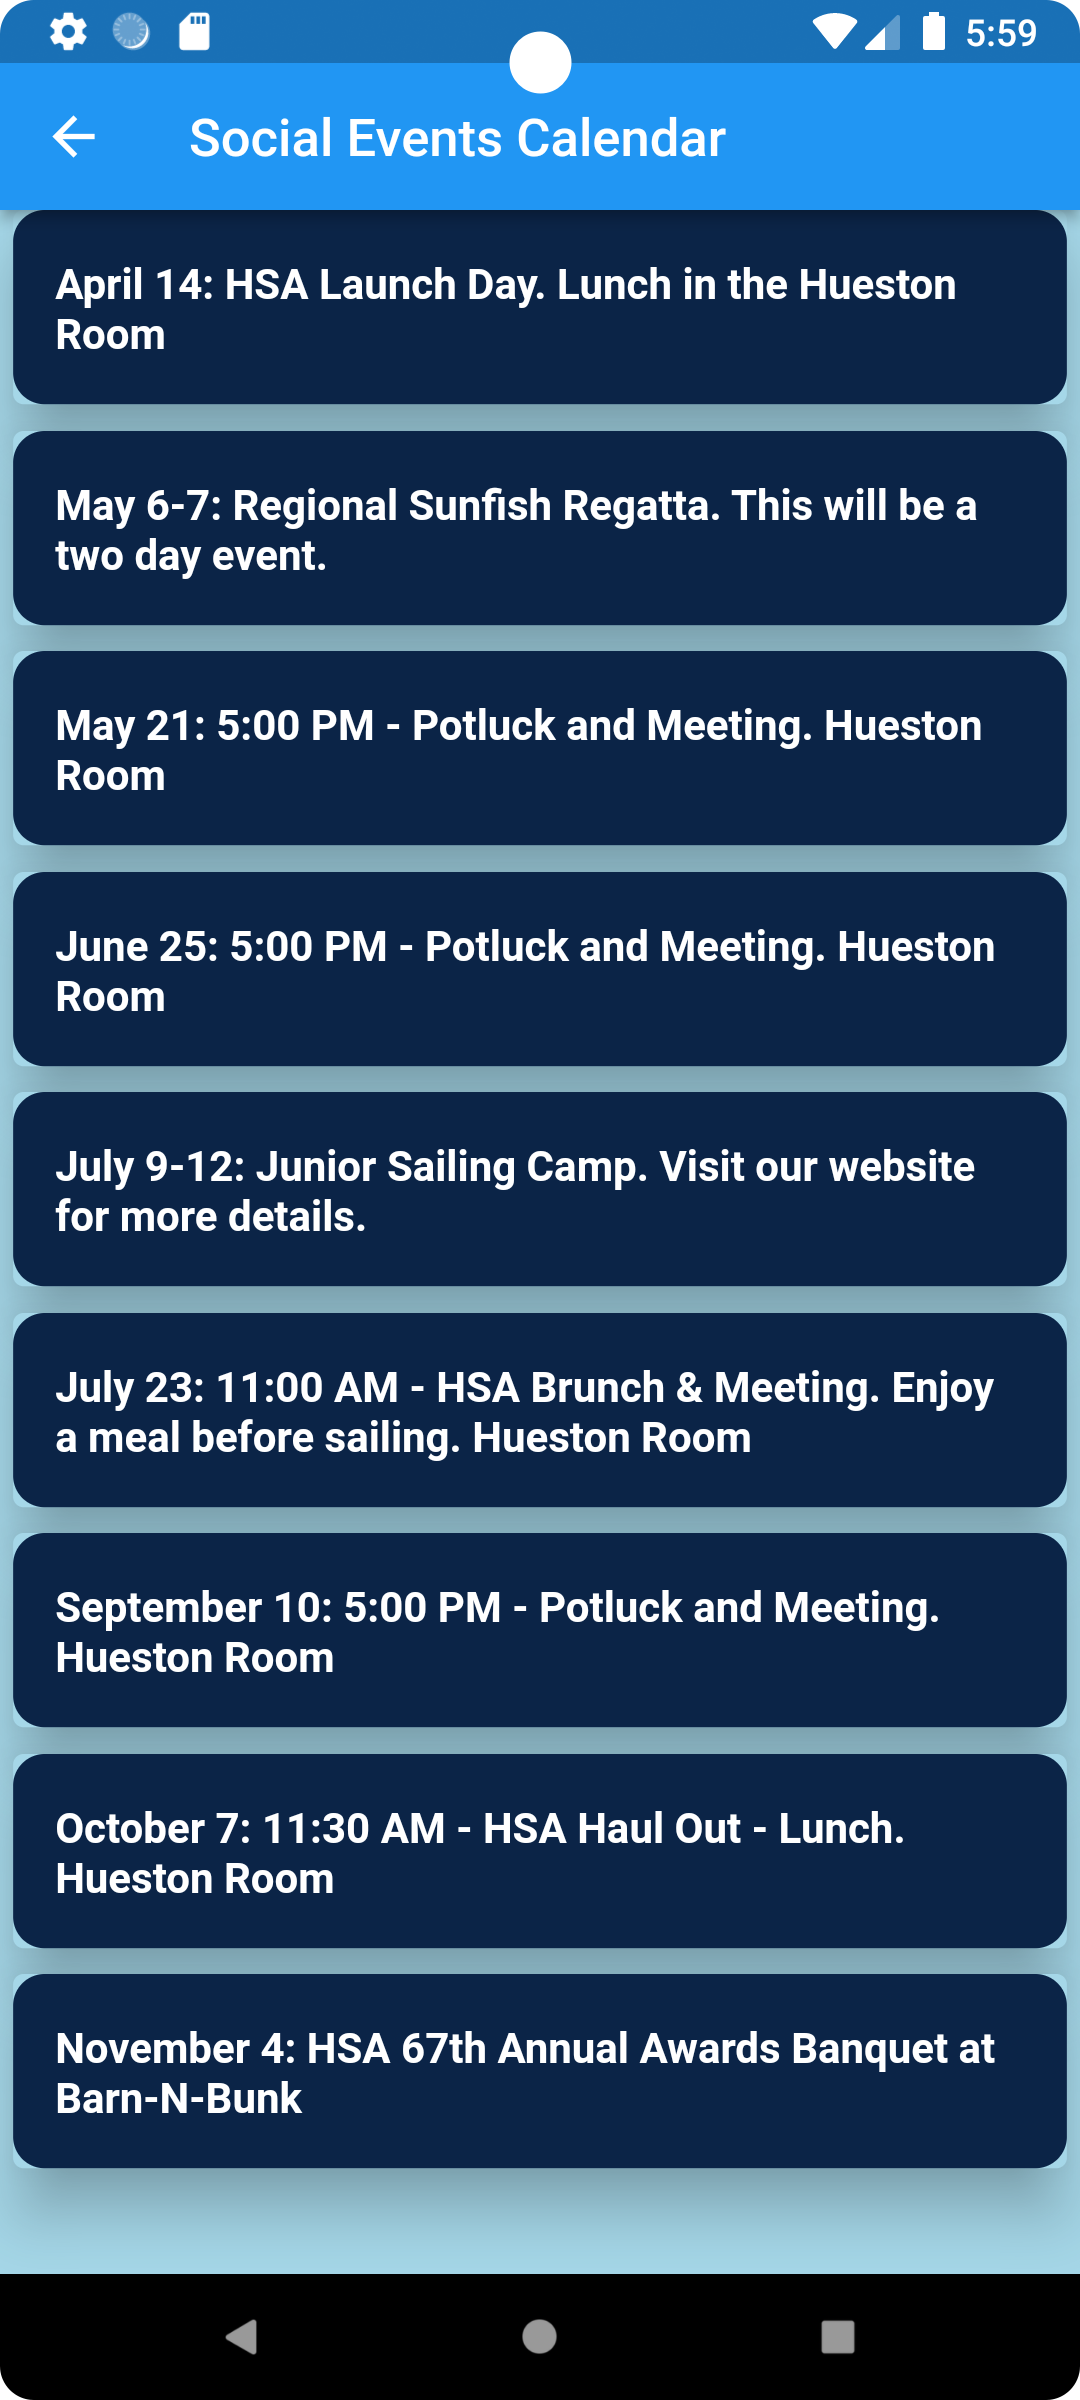 5:59
Social Events Calendar
April 14: HSA Launch Day. Lunch in the Hueston
Room
May 6-7: Regional Sunfish Regatta. This will be a
two day event.
May 21: 5:00 PM - Potluck and Meeting. Hueston
Room
June 25: 5:00 PM - Potluck and Meeting. Hueston
Room
July 9-12: Junior Sailing Camp. Visit our website
for more details.
July 23: 11:00 AM - HSA Brunch & Meeting. Enjoy
a meal before sailing. Hueston Room
September 10: 5:00 PM - Potluck and Meeting.
Hueston Room
October 7: 11:30 AM - HSA Haul Out - Lunch.
Hueston Room
November 4: HSA 67th Annual Awards Banquet at
Barn-N-Bunk